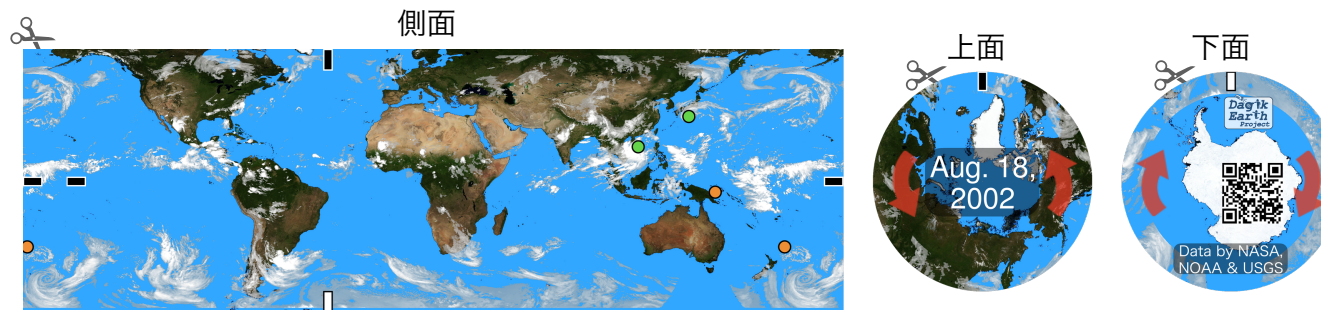 側面
上面
下面
Aug. 18,
2002
Dagik
Earth
Project
Data by NASA,
NOAA & USGS